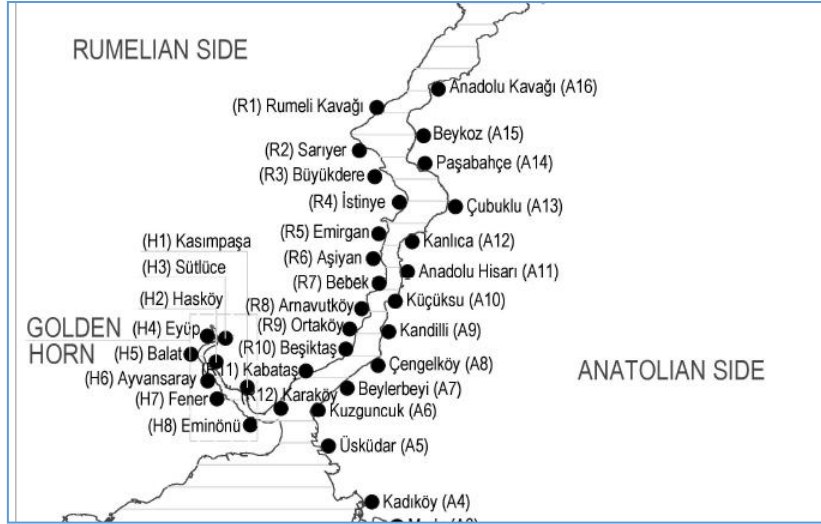 RUMELIAN SIDE
Anadolu Kavağı (A16)
(R1) Rumeli Kavağı
Beykoz (A15)
(R2) Sarıyer
Paşabahçe (A14)
(R3) Büyükdere
(R4) İstinye
Çubuklu (A13)
(R5) Emirgan
(H1) Kasımpaşa
Kanlıca (A12)
(R6) Aşiyan
(H3) Sütlüce
Anadolu Hisarı (A11)
(R7) Bebek
(H2) Hasköy
Küçüksu (A10)
(R8) Arnavutköy
GOLDEN
HORN
(H4) Eyüp
(R9) Ortaköy
Kandilli (A9)
(H5) Balat
(R10) Beşiktaş
Çengelköy (A8)
ANATOLIAN SIDE
(H6) Ayvansaray
R11) Kabataş
Beylerbeyi (A7)
(H7) Fener
(R12) Karaköy
Kuzguncuk (A6)
(H8) Eminönü
Üsküdar (A5)
Kadıköy (A4)